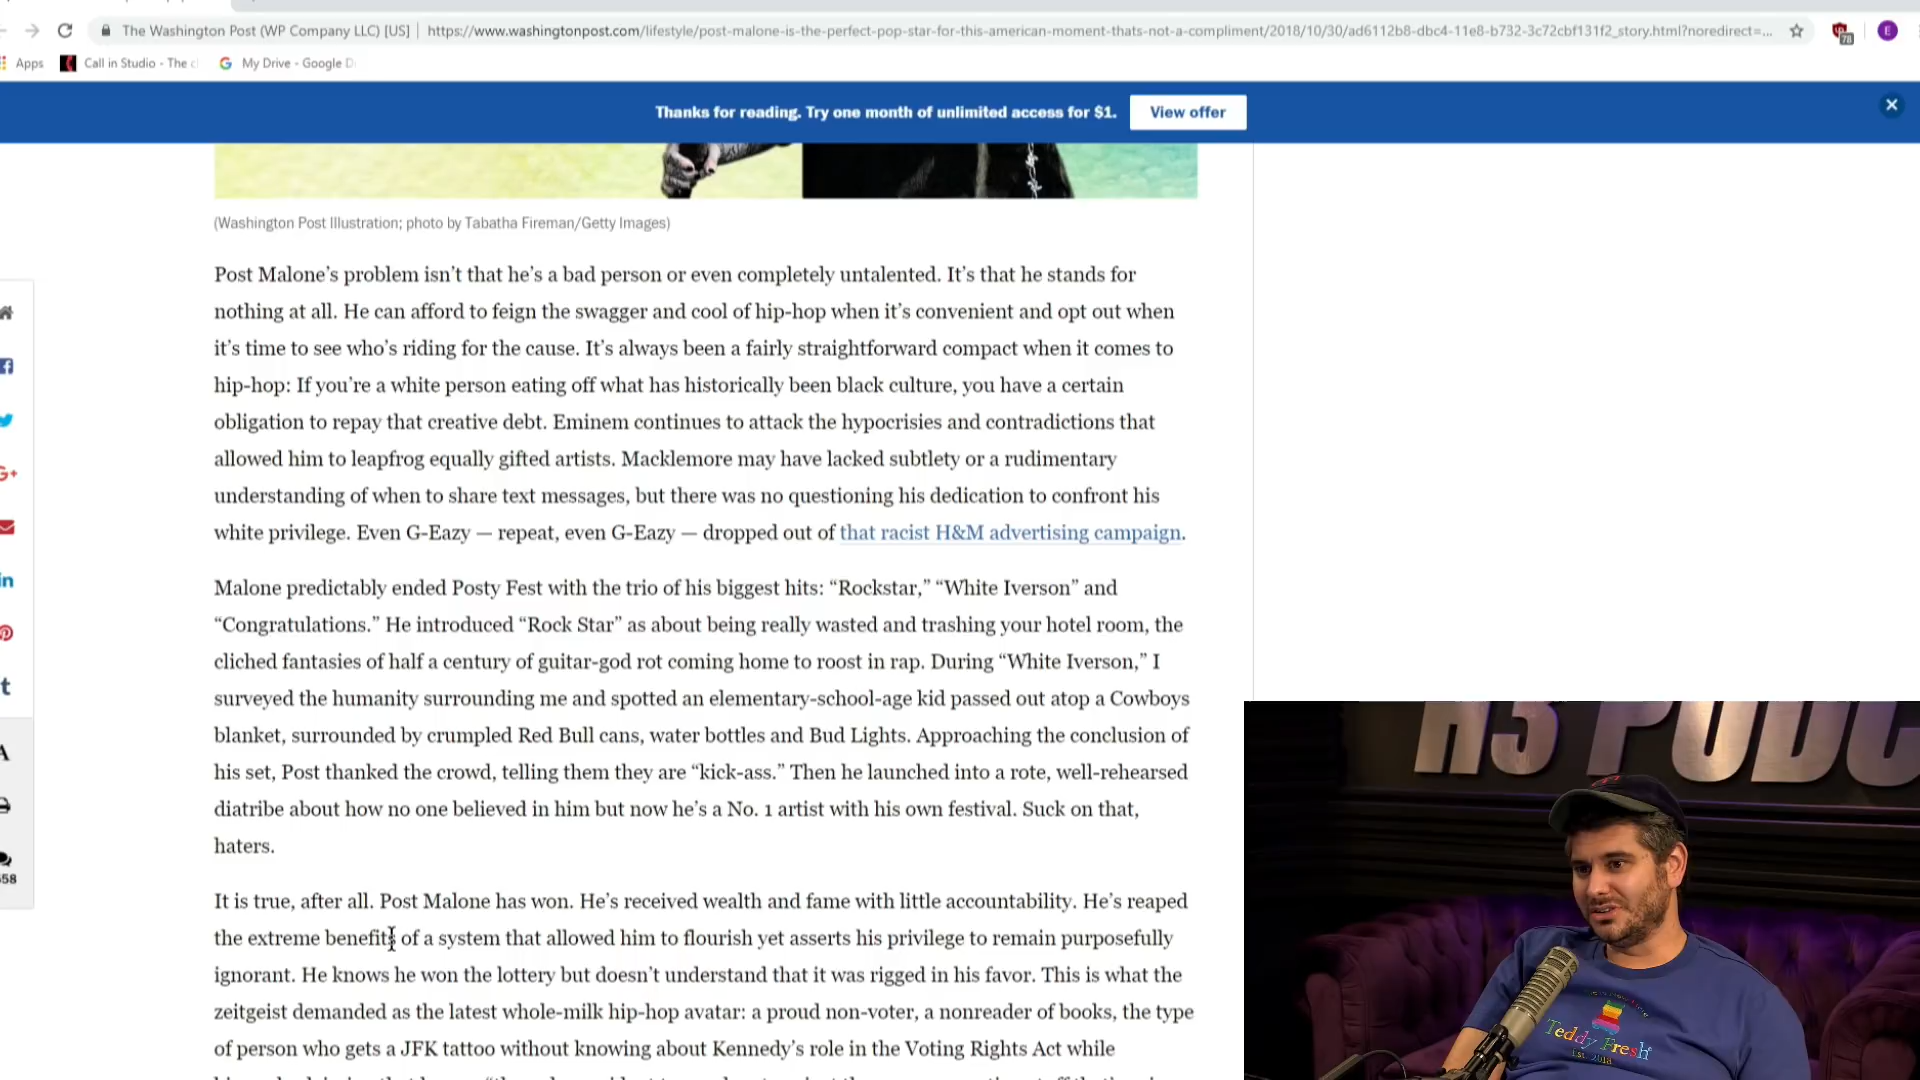 The Washington Post (WP Company LLC) [US] | https://www.washingtonpost.com/lifestyle/post-malone-is-the-perfect-pop-star-for-this-american-moment-thats-not-a-compliment/2018/10/30/ad6112b8-dbc4-11e8-b732-3c72cbf131f2_story.html?noredirect=...
78
E
Apps Call in Studio - The c My Drive - Google D
Thanks for reading. Try one month of unlimited access for $1. View offer
(Washington Post Illustration; photo by Tabatha Fireman/Getty Images)
Post Malone’s problem isn’t that he’s a bad person or even completely untalented. It’s that he stands for
nothing at all. He can afford to feign the swagger and cool of hip-hop when it’s convenient and opt out when
it’s time to see who’s riding for the cause. It’s always been a fairly straightforward compact when it comes to
hip-hop: If you’re a white person eating off what has historically been black culture, you have a certain
obligation to repay that creative debt. Eminem continues to attack the hypocrisies and contradictions that
allowed him to leapfrog equally gifted artists. Macklemore may have lacked subtlety or a rudimentary
understanding of when to share text messages, but there was no questioning his dedication to confront his
white privilege. Even G-Eazy — repeat, even G-Eazy — dropped out of that racist H&M advertising campaign.
Malone predictably ended Posty Fest with the trio of his biggest hits: “Rockstar,” “White Iverson” and
“Congratulations.” He introduced “Rock Star” as about being really wasted and trashing your hotel room, the
cliched fantasies of half a century of guitar-god rot coming home to roost in rap. During “White Iverson,” I
surveyed the humanity surrounding me and spotted an elementary-school-age kid passed out atop a Cowboys
blanket, surrounded by crumpled Red Bull cans, water bottles and Bud Lights. Approaching the conclusion of
his set, Post thanked the crowd, telling them they are “kick-ass.” Then he launched into a rote, well-rehearsed
diatribe about how no one believed in him but now he’s a No. 1 artist with his own festival. Suck on that,
haters.
It is true, after all. Post Malone has won. He’s received wealth and fame with little accountability. He’s reaped
the extreme benefits of a system that allowed him to flourish yet asserts his privilege to remain purposefully
ignorant. He knows he won the lottery but doesn’t understand that it was rigged in his favor. This is what the
zeitgeist demanded as the latest whole-milk hip-hop avatar: a proud non-voter, a nonreader of books, the type
of person who gets a JFK tattoo without knowing about Kennedy’s role in the Voting Rights Act while
H3 PODC
Teddy Fresh